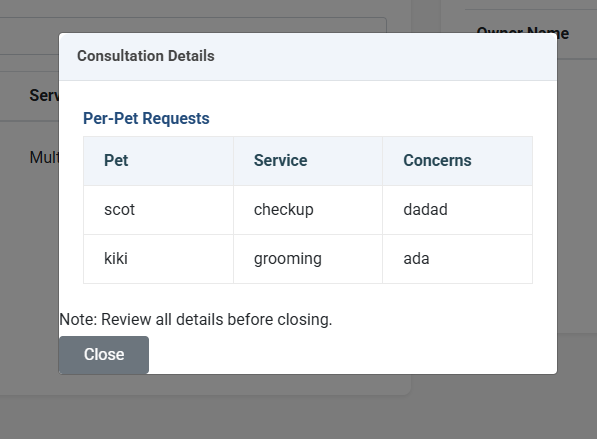 Owner Name
Consultation Details
Serv
Per-Pet Requests
Pet Service Concerns
Mult
scot checkup dadad
kiki grooming ada
Note: Review all details before closing.
Close